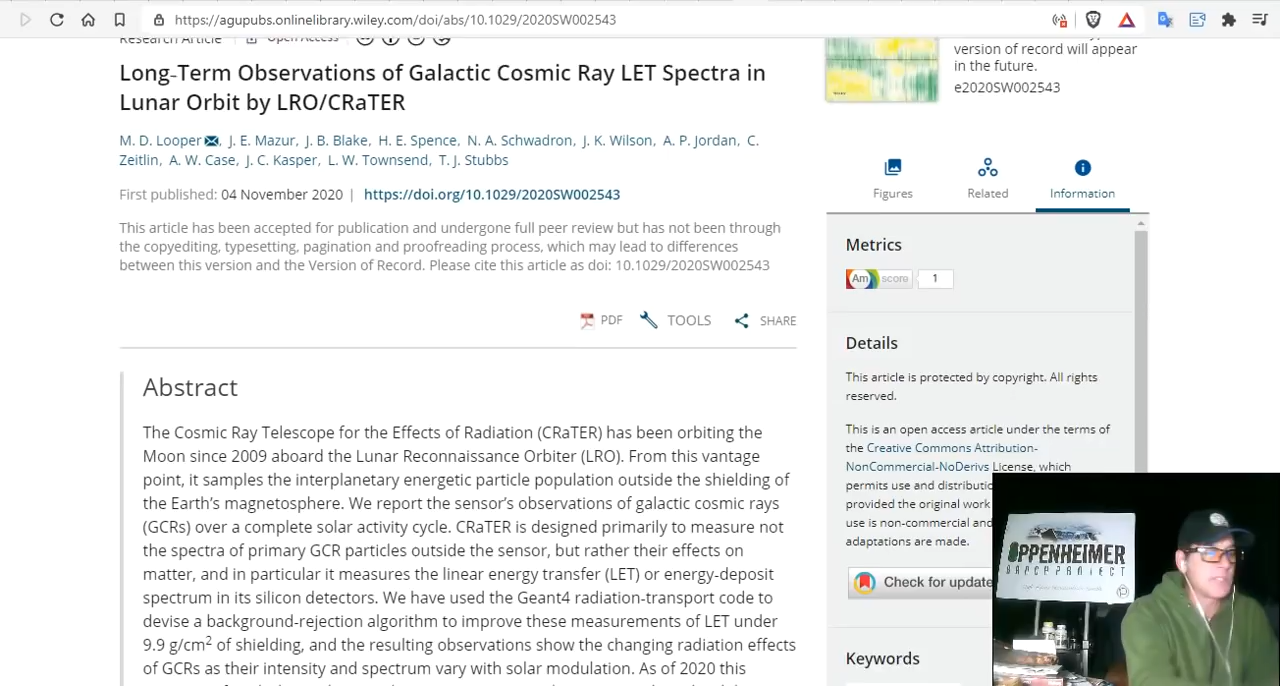 https://agupubs.onlinelibrary.wiley.com/doi/abs/10.1029/2020SW002543
Research Article | Open Access
Long-Term Observations of Galactic Cosmic Ray LET Spectra in
Lunar Orbit by LRO/CRaTER
M. D. Looper, J. E. Mazur, J. B. Blake, H. E. Spence, N. A. Schwadron, J. K. Wilson, A. P. Jordan, C.
Zeitlin, A. W. Case, J. C. Kasper, L. W. Townsend, T. J. Stubbs
First published: 04 November 2020 | https://doi.org/10.1029/2020SW002543
This article has been accepted for publication and undergone full peer review but has not been through
the copyediting, typesetting, pagination and proofreading process, which may lead to differences
between this version and the Version of Record. Please cite this article as doi: 10.1029/2020SW002543
PDF TOOLS SHARE
Abstract
The Cosmic Ray Telescope for the Effects of Radiation (CRaTER) has been orbiting the
Moon since 2009 aboard the Lunar Reconnaissance Orbiter (LRO). From this vantage
point, it samples the interplanetary energetic particle population outside the shielding of
the Earth's magnetosphere. We report the sensor's observations of galactic cosmic rays
(GCRs) over a complete solar activity cycle. CRaTER is designed primarily to measure not
the spectra of primary GCR particles outside the sensor, but rather their effects on
matter, and in particular it measures the linear energy transfer (LET) or energy-deposit
spectrum in its silicon detectors. We have used the Geant4 radiation-transport code to
devise a background-rejection algorithm to improve these measurements of LET under
9.9 g/cm² of shielding, and the resulting observations show the changing radiation effects
of GCRs as their intensity and spectrum vary with solar modulation. As of 2020 this
version of record will appear
in the future.
e2020SW002543
Figures Related Information
Metrics
Am score 1
Details
This article is protected by copyright. All rights
reserved.
This is an open access article under the terms of
the Creative Commons Attribution-
NonCommercial-NoDerivs License, which
permits use and distributio
provided the original work
use is non-commercial and
adaptations are made.
Check for update
Keywords
OPPENHEIMER
RANCH PROJECT